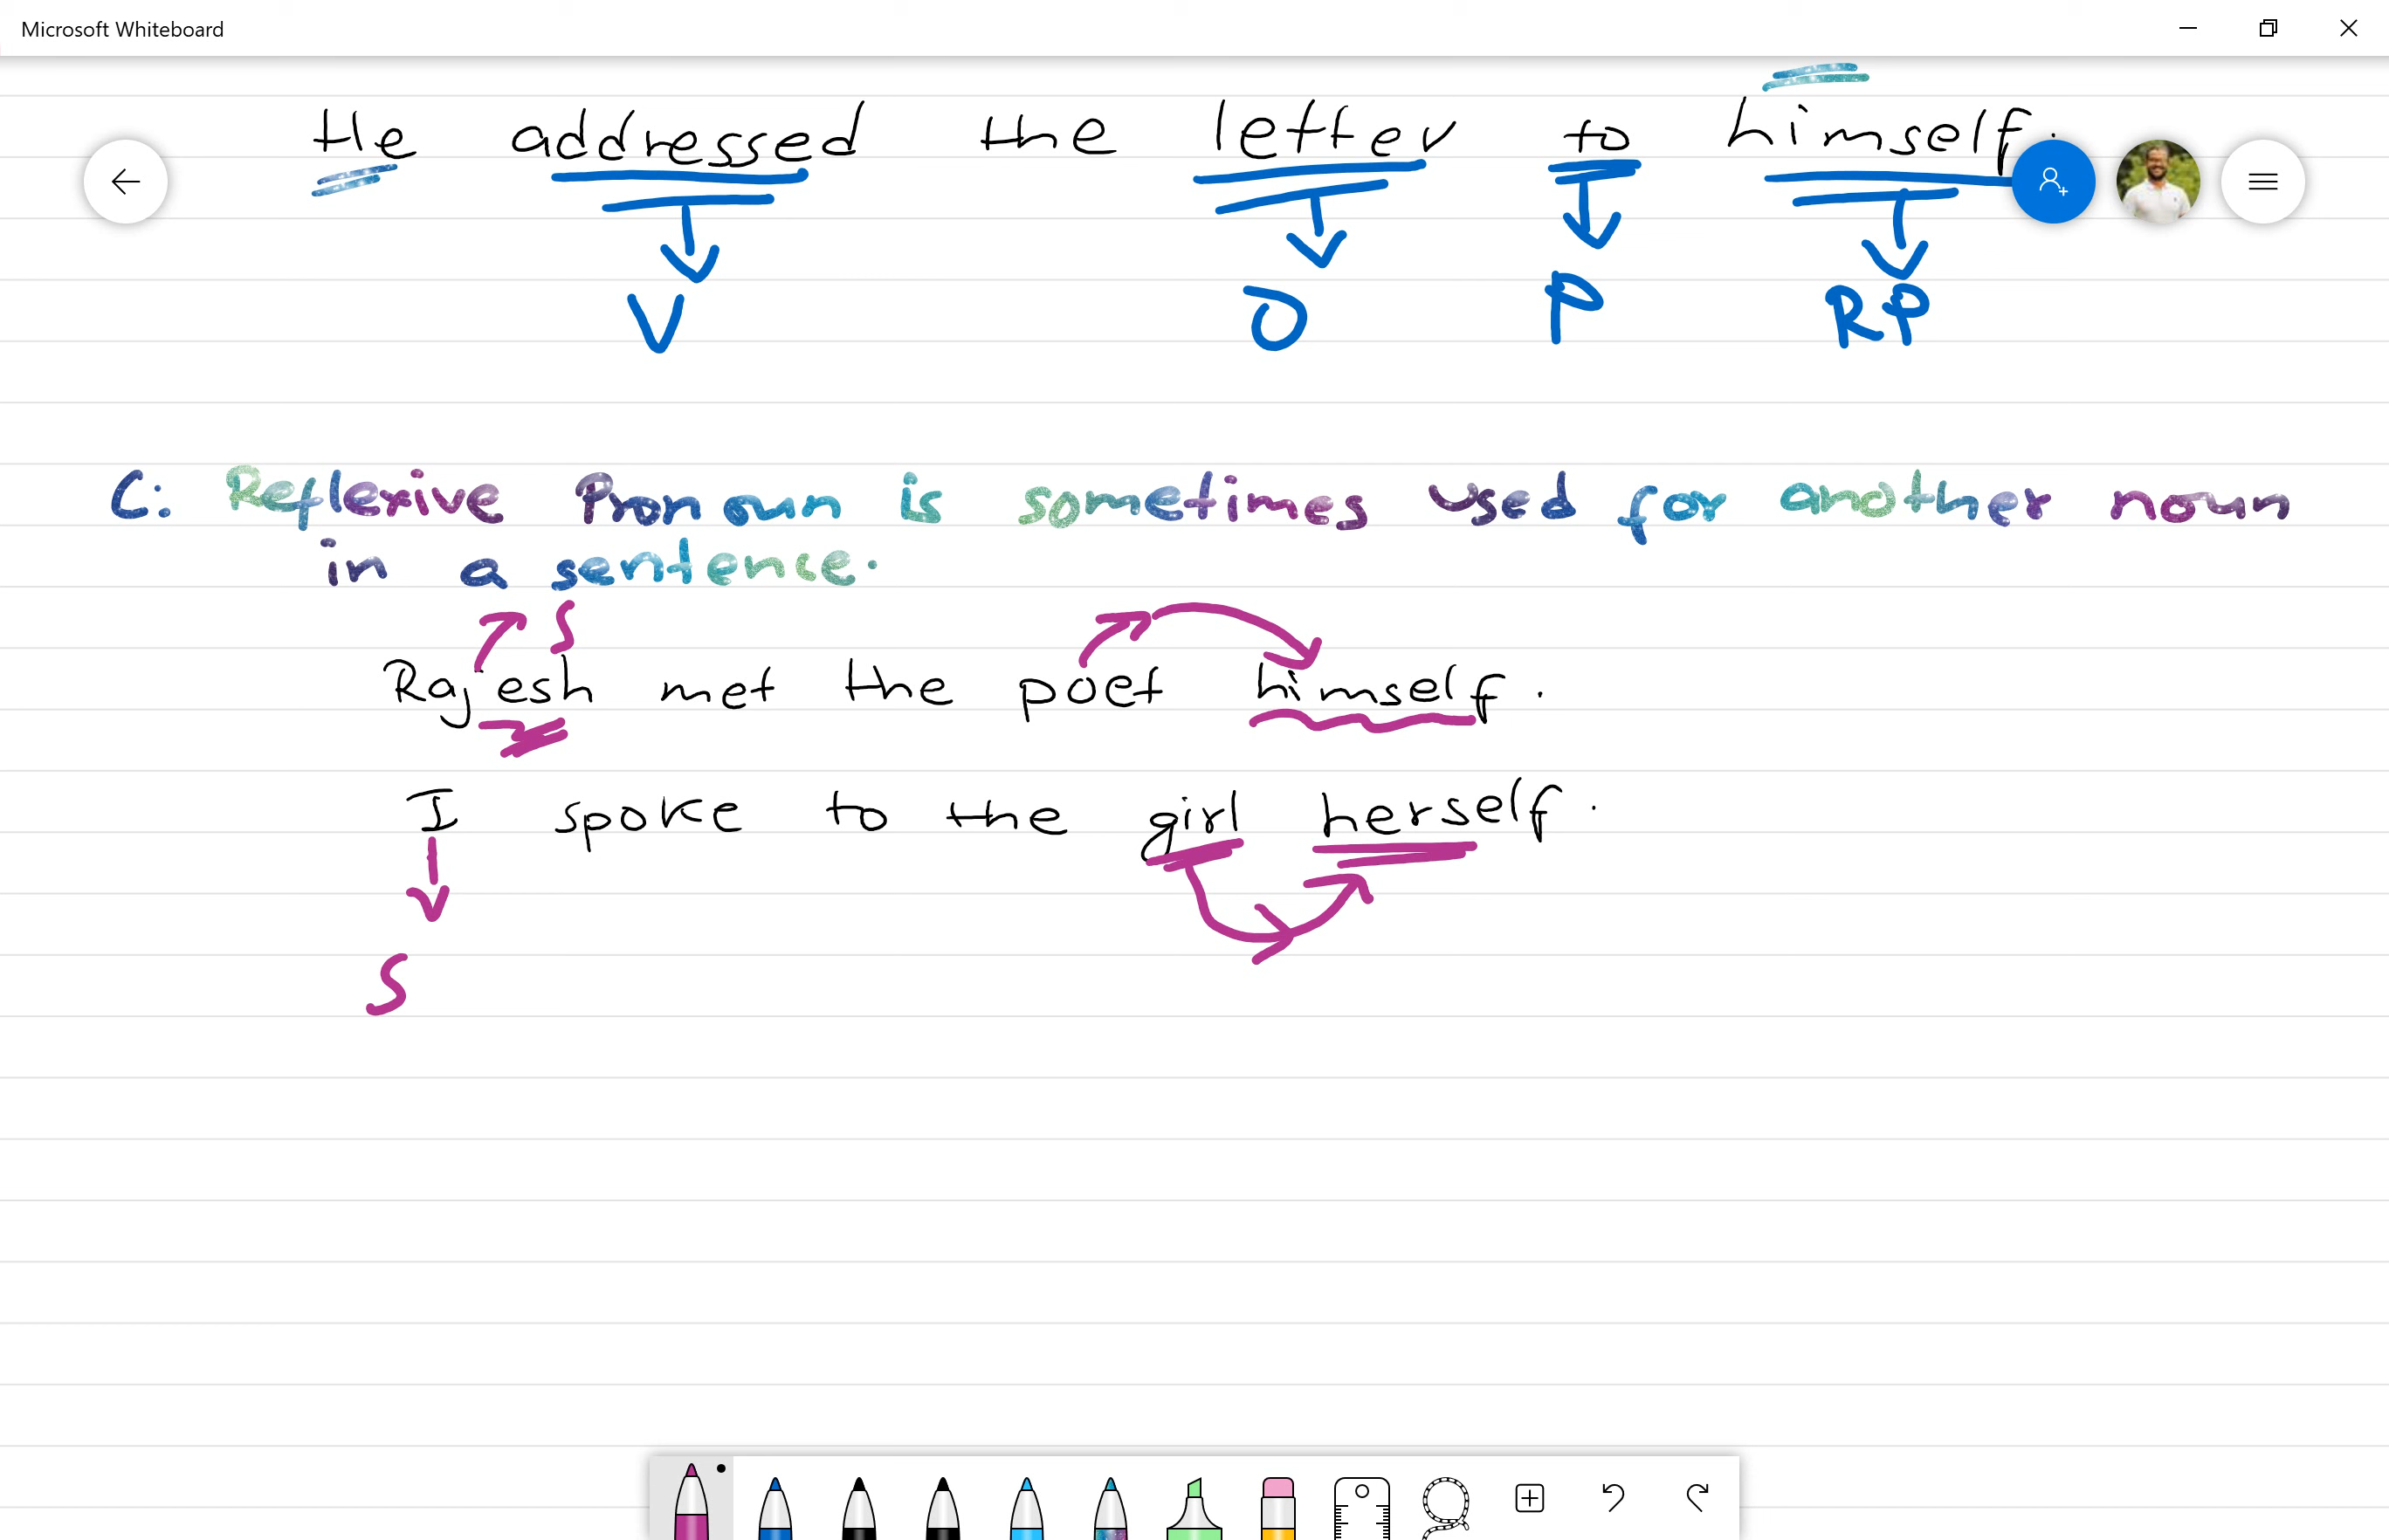 Microsoft Whiteboard
He addressed the letter to himself.
V O P RP
C: Reflexive Pronoun is sometimes used for another noun
in a sentence.
S
Rajesh met the poet himself.
I spoke to the girl herself.
S